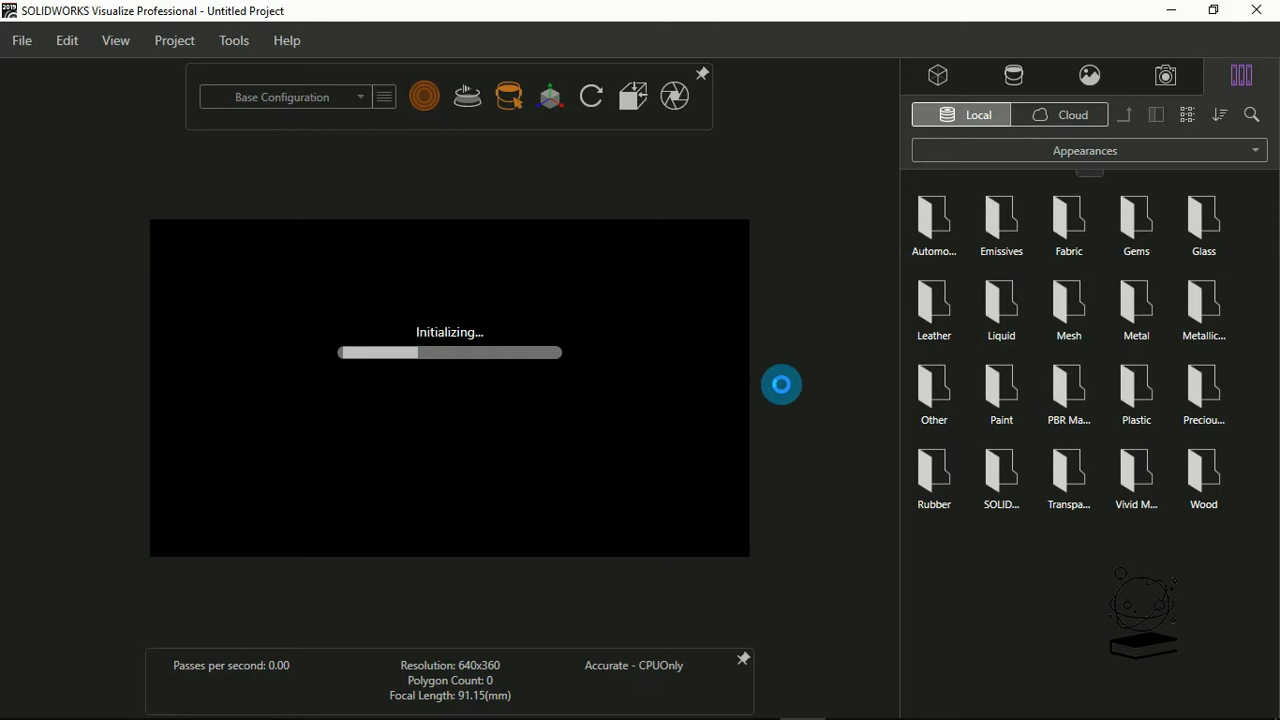 2019 SOLIDWORKS Visualize Professional - Untitled Project
File Edit View Project Tools Help
Base Configuration
Local Cloud
Appearances
Automo... Emissives Fabric Gems Glass
Initializing...
Leather Liquid Mesh Metal Metallic...
Other Paint PBR Ma... Plastic Preciou...
Rubber SOLID... Transpa... Vivid M... Wood
Passes per second: 0.00 Resolution: 640x360 Accurate - CPUOnly
Polygon Count: 0
Focal Length: 91.15(mm)